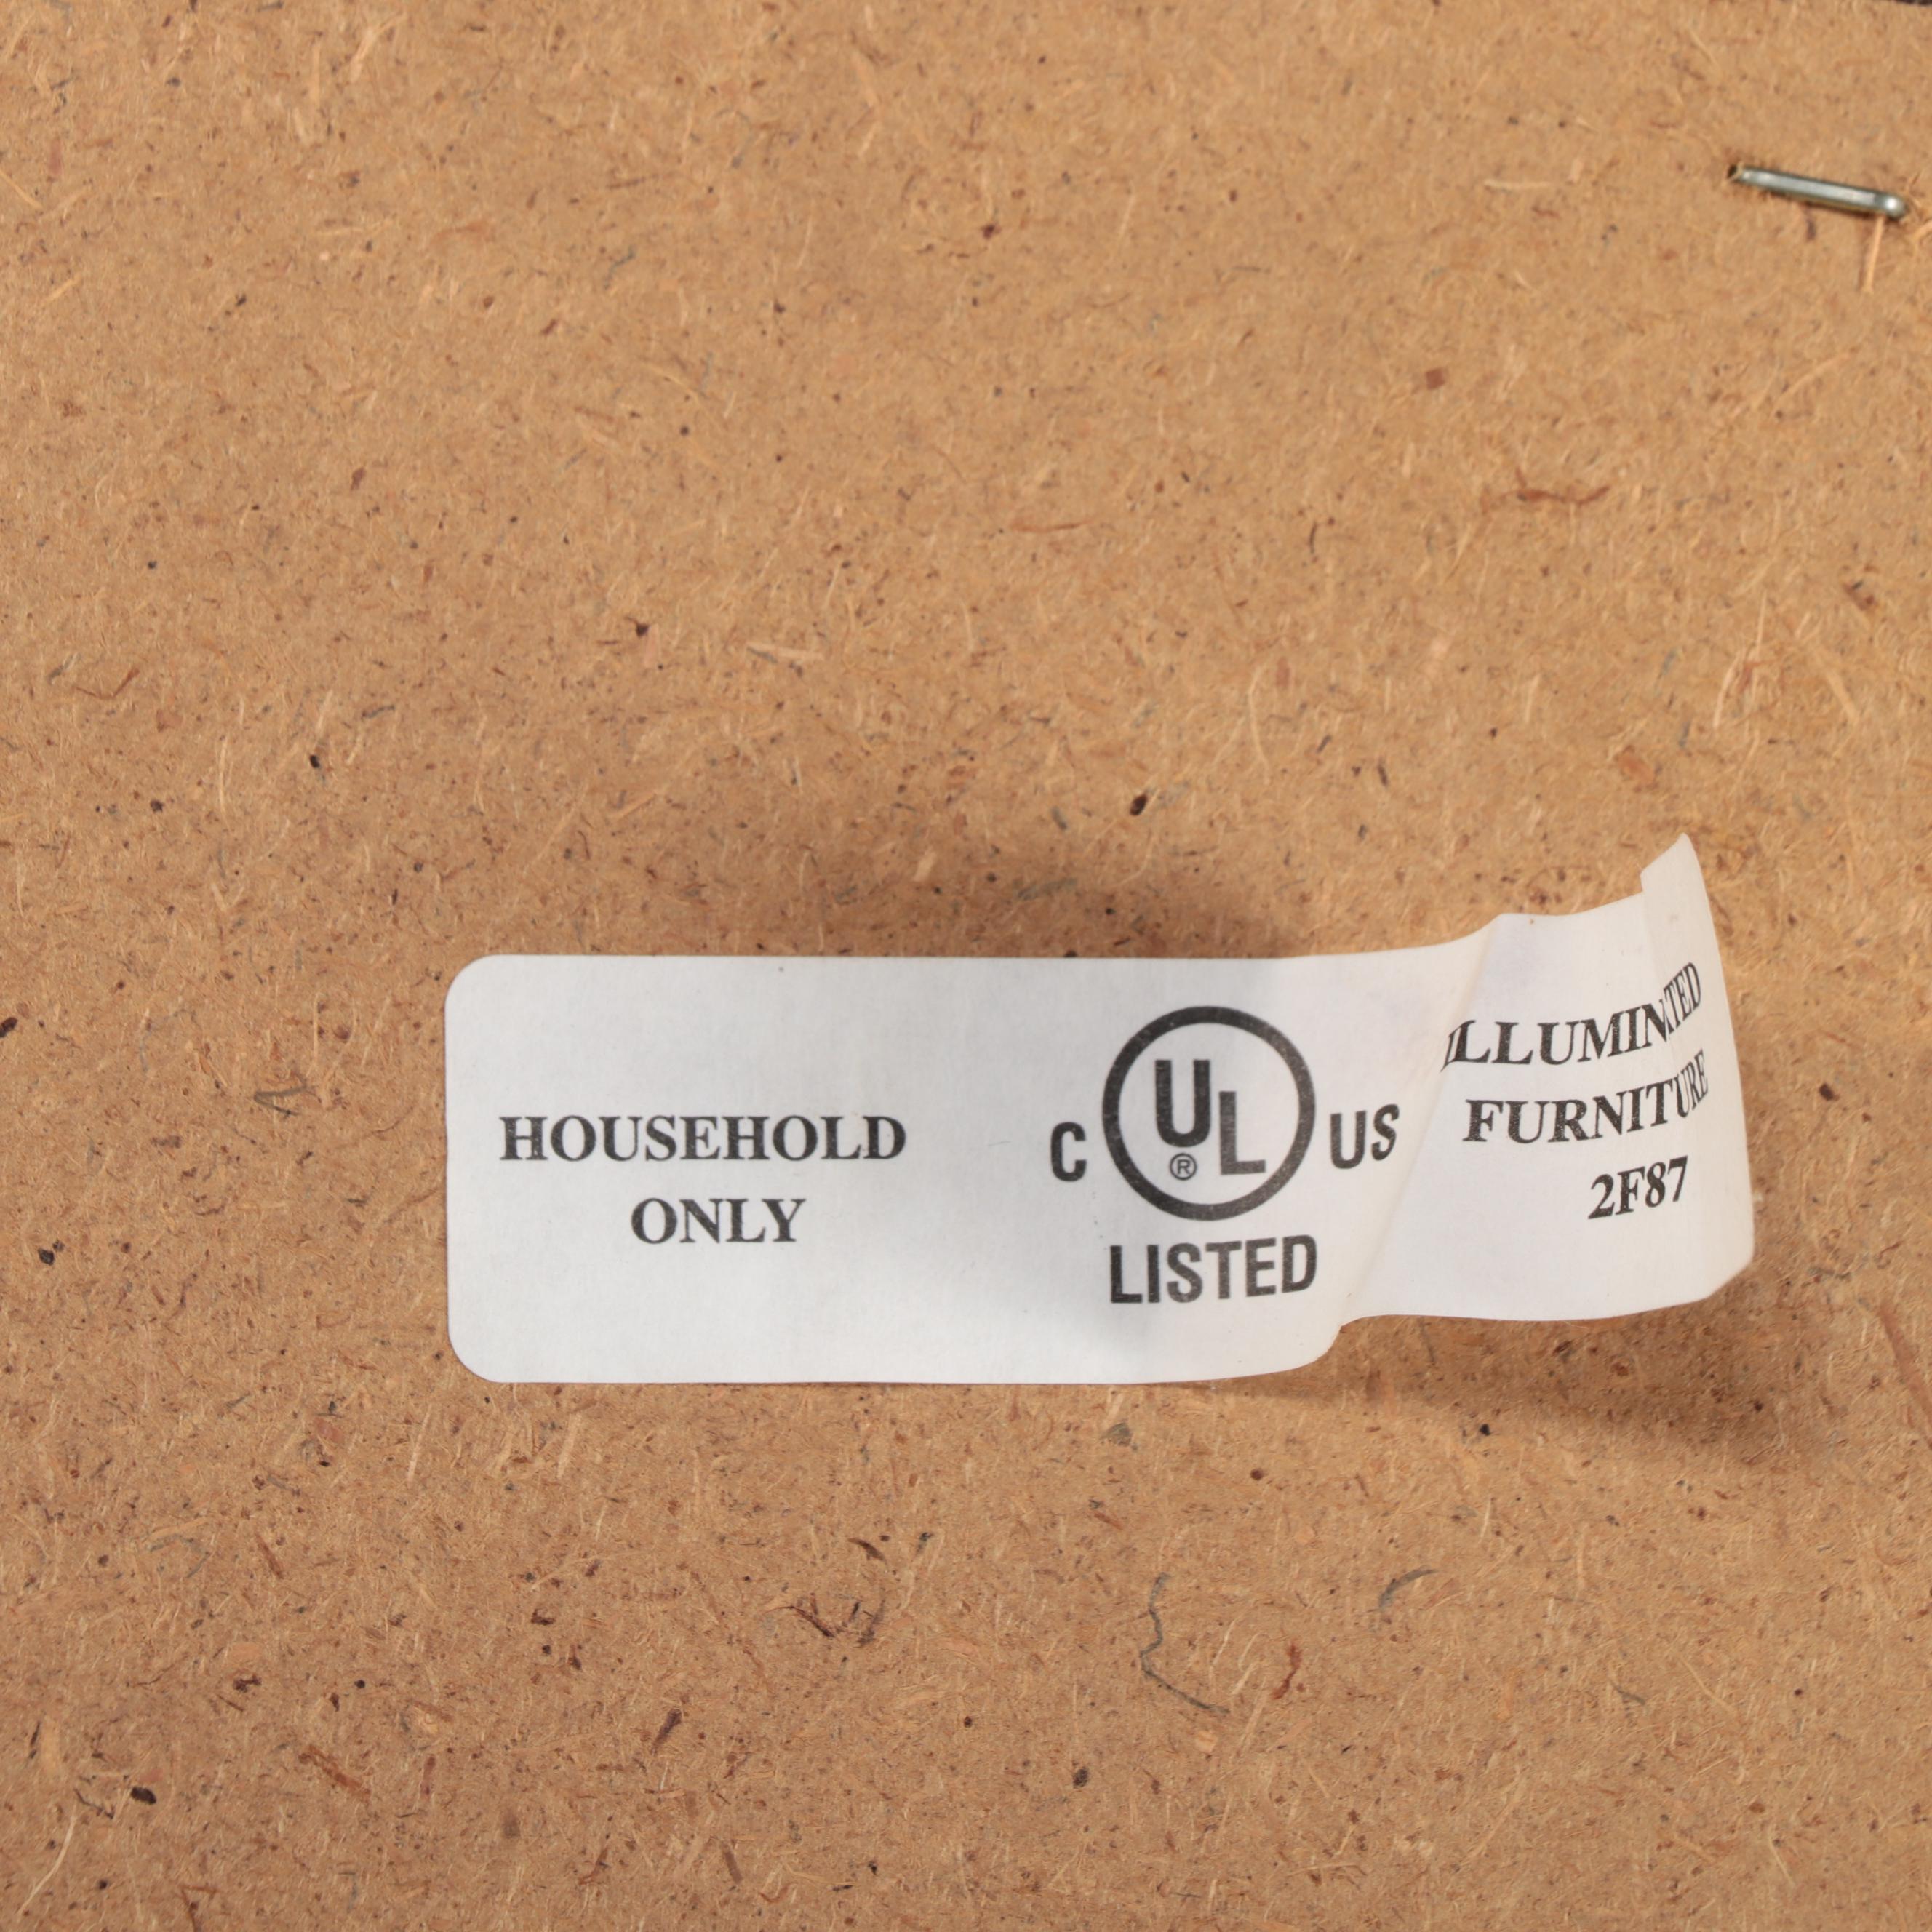 HOUSEHOLD
ONLY
C UL® US
LISTED
ILLUMINATED
FURNITURE
2F87